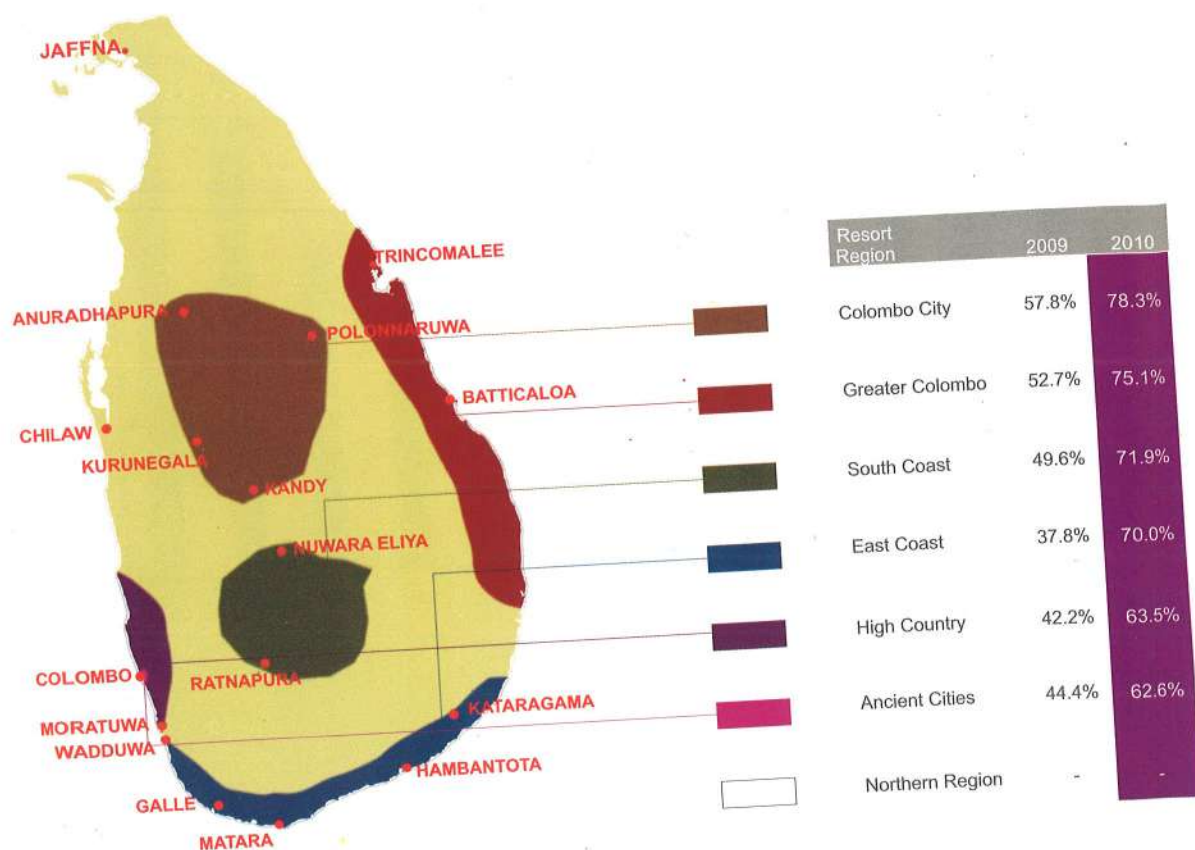 JAFFNA
TRINCOMALEE
ANURADHAPURA
POLONNARUWA
BATTICALOA
CHILAW
KURUNEGALA
KANDY
NUWARA ELIYA
COLOMBO
RATNAPURA
MORATUWA
KATARAGAMA
WADDUWA
HAMBANTOTA
GALLE
MATARA
Resort
Region 2009 2010
Colombo City 57.8% 78.3%
Greater Colombo 52.7% 75.1%
South Coast 49.6% 71.9%
East Coast 37.8% 70.0%
High Country 42.2% 63.5%
Ancient Cities 44.4% 62.6%
Northern Region - -